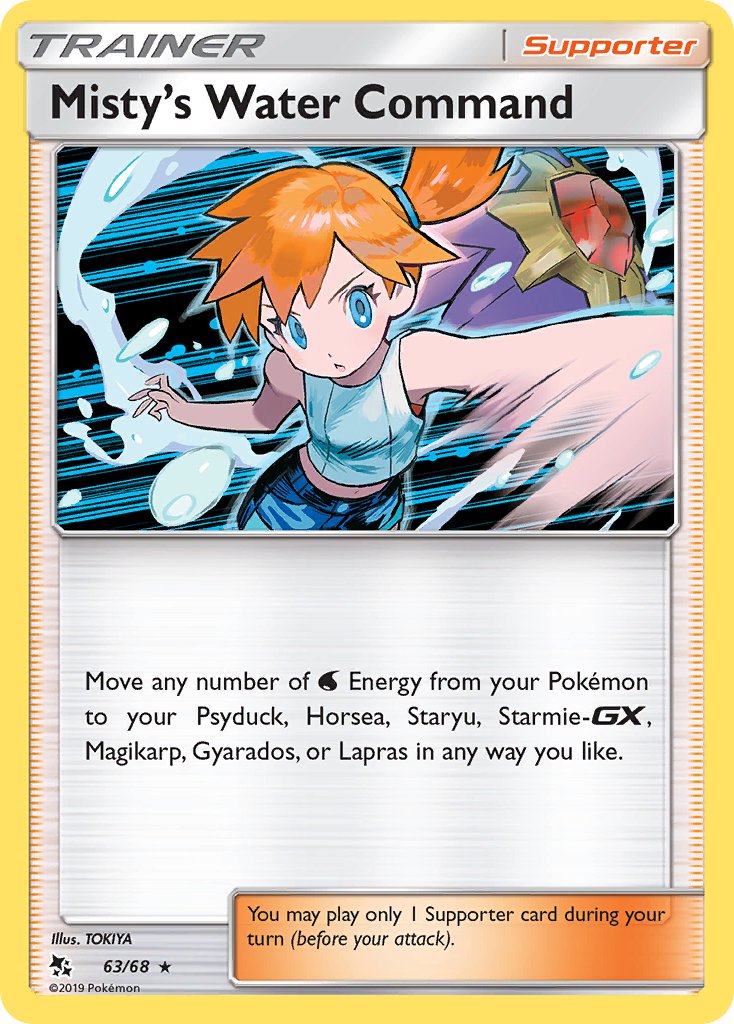 TRAINER
Supporter
Misty's Water Command
Move any number of Energy from your Pokémon
to your Psyduck, Horsea, Staryu, Starmie-GX,
Magikarp, Gyarados, or Lapras in any way you like.
You may play only 1 Supporter card during your
turn (before your attack).
Illus. TOKIYA
63/68 ★
©2019 Pokémon